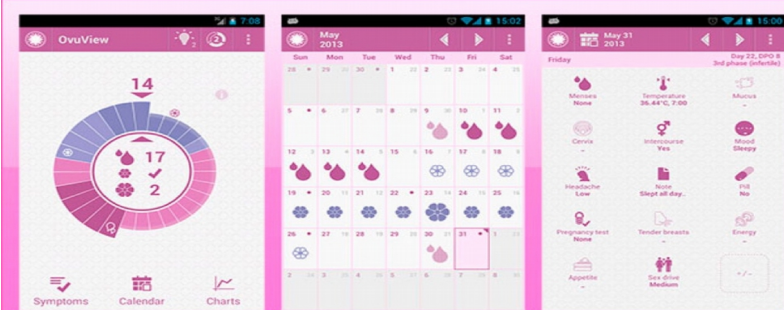 7:08
OvuView
2
2
14
17
2
Symptoms
Calendar
Charts
15:02
May
2013
Sun Mon Tue Wed Thu Fri Sat
28 29 30 1 2 3 4
5 6 7 8 9 10 11
12 13 14 15 16 17 18
19 20 21 22 23 24 25
26 27 28 29 30 31 1
2 3 4 5 6 7 8
15:00
May 31
2013
Friday
Day 22, DPO 8
3rd phase (infertile)
Menses
None
Temperature
36.44°C, 7:00
Mucus
-
Cervix
-
Intercourse
Yes
Mood
Sleepy
Headache
Low
Note
Slept all day..
Pill
No
Pregnancy test
None
Tender breasts
-
Energy
-
Appetite
-
Sex drive
Medium
+/-